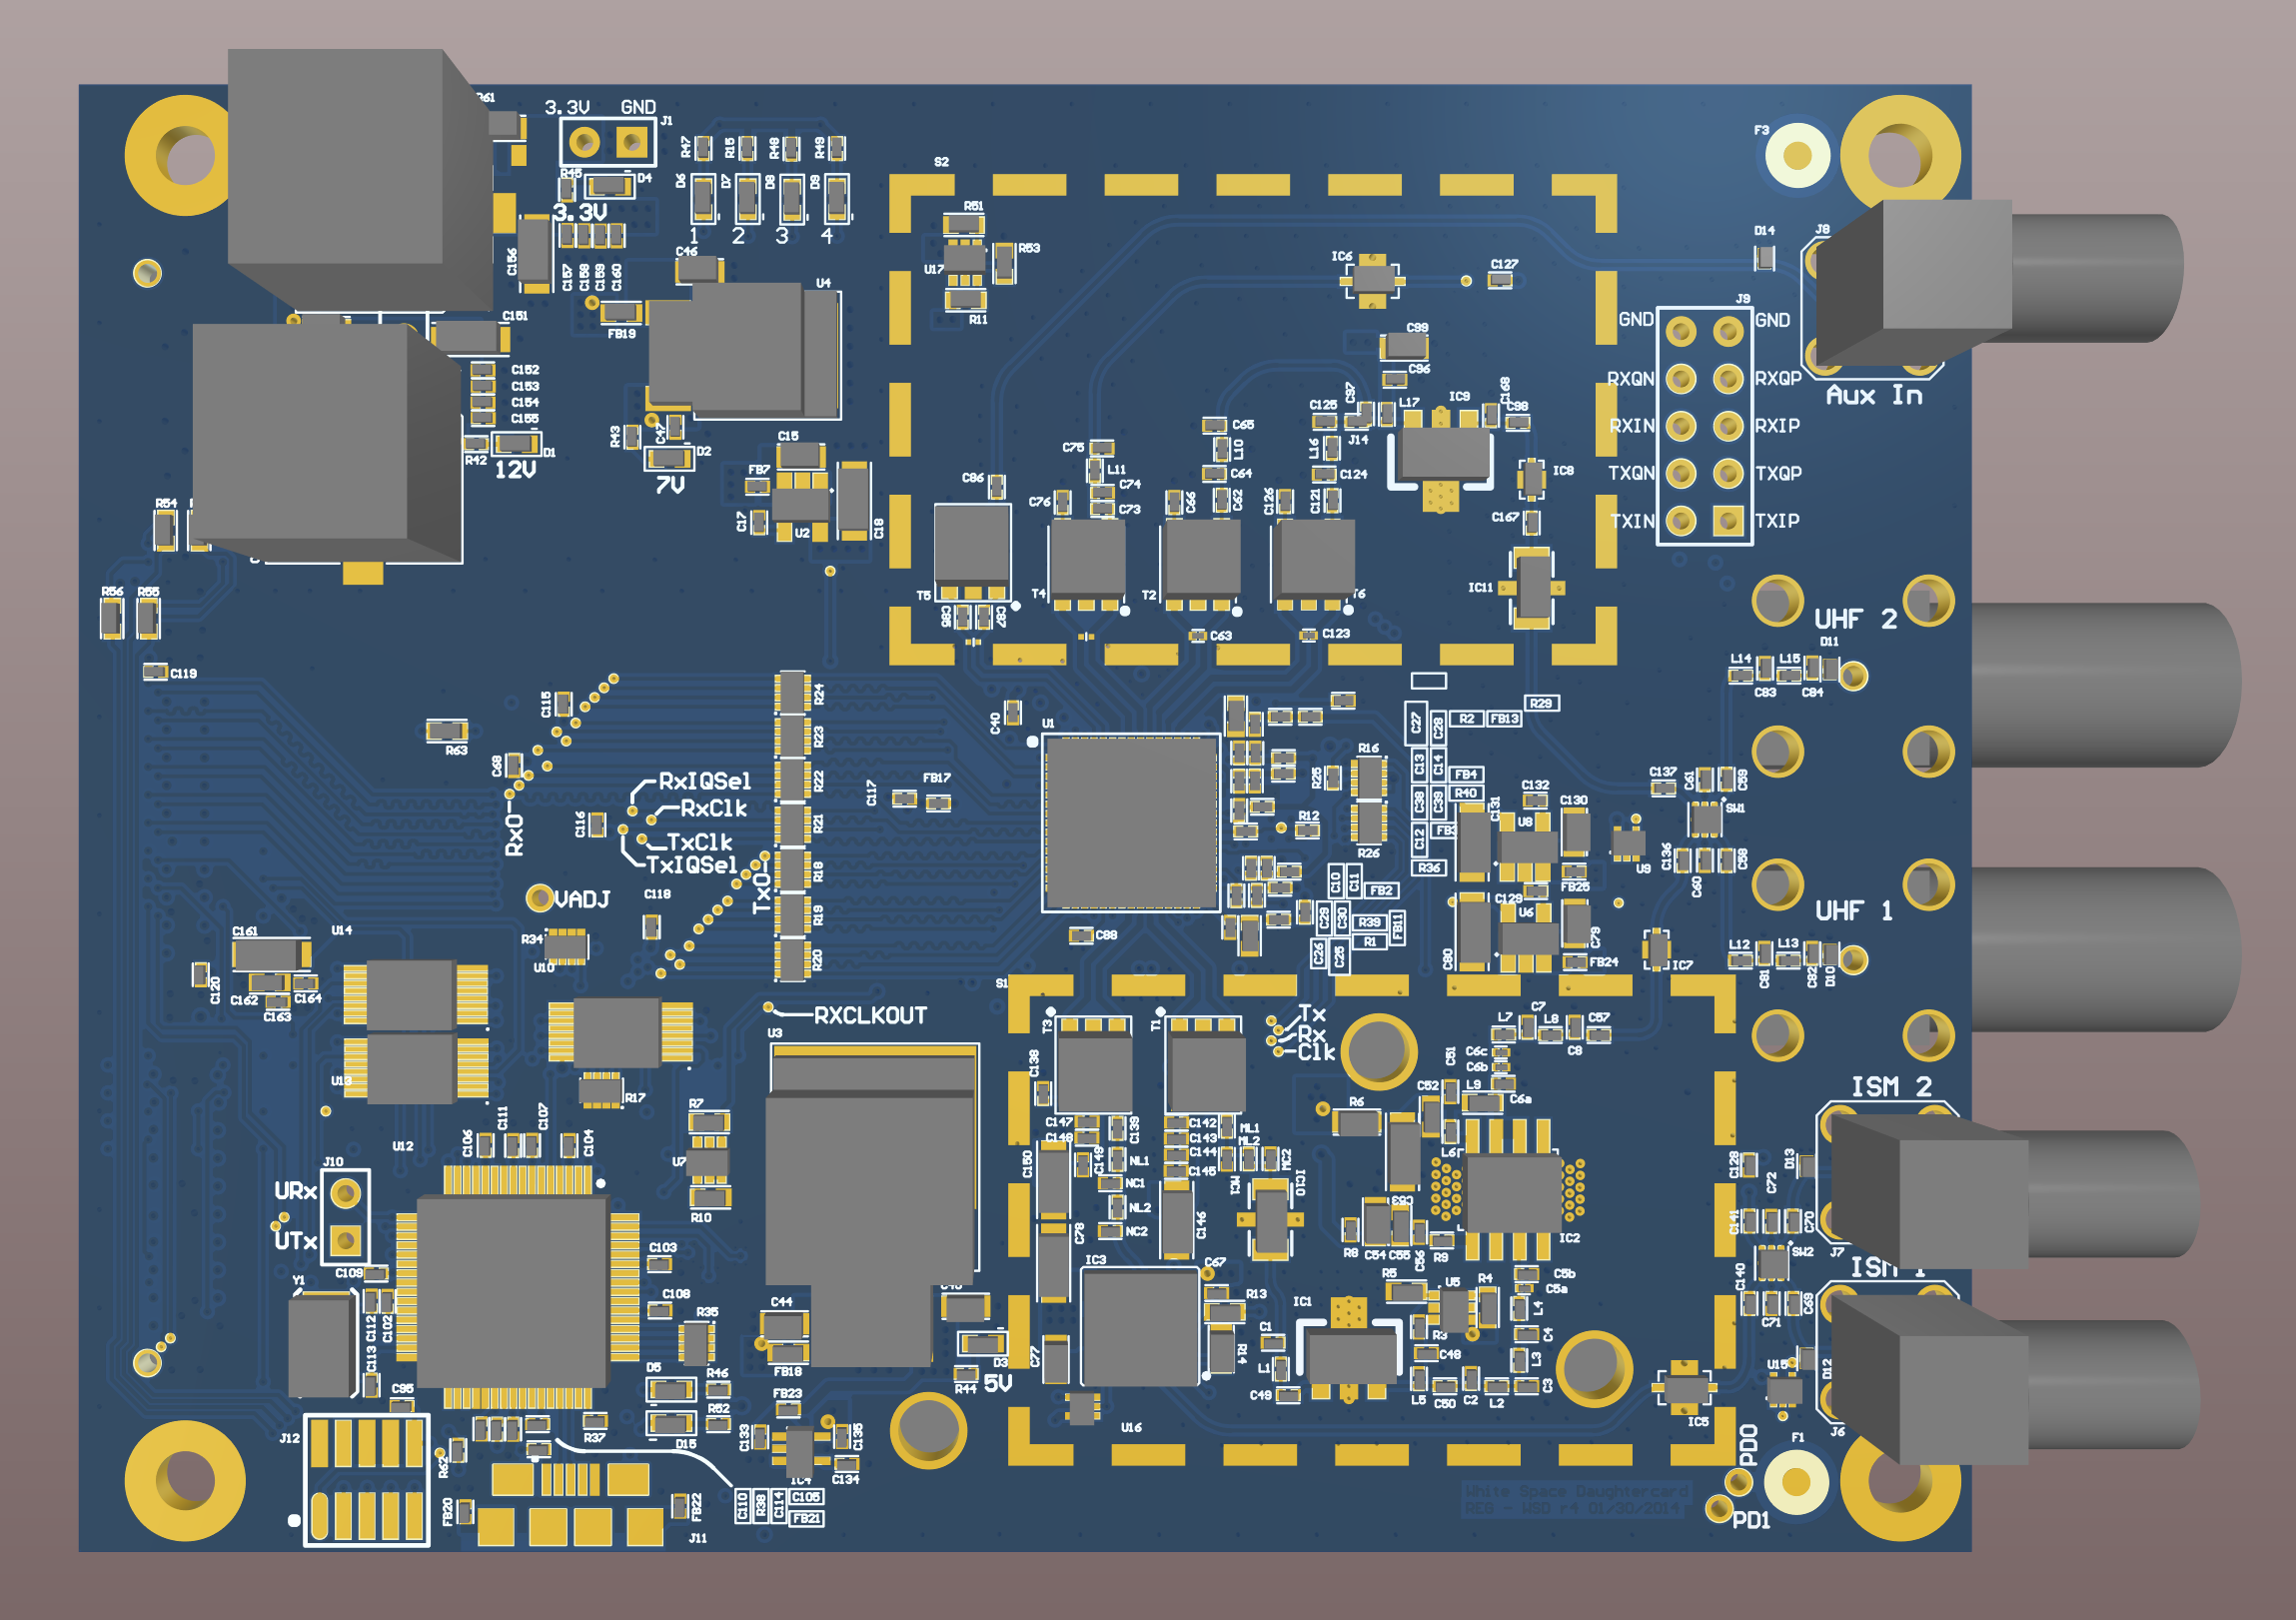 R61
3.3V GND
J1
F3
R47 R15 R48 R49
S2
R45 D4
D6 D7 D8 D9
3.3V
1 2 3 4
R51
R53
U17
R11
IC6
C127
D14
J8
C156
C157 C158 C159 C160
C46
U4
FB19
C151
C152
C153
C154
C155
R42 D1
12V
R43 C47 D2
7V
C15
FB7
C17
U2
C18
C99
C96
C97
L17
IC9
C168
C98
J14
C125
L16
C124
C65
L10
C64
C75
L11
C74
C73
C86
C76
C66
C62
C126
C121
IC8
C167
IC11
T5 T4 T2 T6
C85 C87
C63
C123
J9
GND GND
RXQN RXQP
RXIN RXIP
TXQN TXQP
TXIN TXIP
Aux In
R54
R56 R55
C119
UHF 2
D11
L14 L15
C83 C84
C115
R63
C68
R24
R23
R22
R21
R18
R19
R20
RxIQSel
RxClk
TxClk
TxIQSel
Rx0
C116
Tx0
VADJ
C118
C117
FB17
C40
U1
R25
R16
R26
R12
C88
R29
C27 C28 R2 FB13
C13 C14 FB4
C38 C39 R40
C12 FB3
R36
C10 C11 FB2
C29 C30 R39 FB11
C26 C25 R1
C131
C132
C130
U8
FB25
C129
U6
C79
C80
FB24
U9
C137
C61 C59
SW1
C136
C60
C58
IC7
UHF 1
L12 L13
C81 C82 D10
C161
C120
C162 C164
C163
U14
U13
R34
U10
R17
RXCLKOUT
U3
S1
T3 T1
Tx
Rx
Clk
C138
C147
C148
C139
C149
C142
C143
C144
C145
ML1
ML2
MC1
MC2
NL1
NC1
NL2
NC2
C180
C78
C146
IC10
R6
C51
C52
L7 C7 L8 C57
C8
C6c
C6b
L9
C6a
L6
C53
IC2
R8 C54 C55 C56 R9
ISM 2
C128
C72
D13
C141
C70
J7
SW2
ISM 1
C140
C71
C69
U15
D12
J6
U12
C106 C111 C107 C104
R7
U7
R10
J10
URx
UTx
C109
Y1
C112 C102
C113
C95
C103
C108
R35
C44
FB18
D3
R44
5V
C77
IC3
C67
R13
R14
U16
C1
L1
C49
IC1
R5
U5
R4
R3
C48
L5
C50
C2
L2
C5b
C5a
L4
C4
L3
C3
IC5
D5
R46
R52
D15
FB23
C133
C135
IC4
C134
J12
R62
R37
FB20
FB22
J11
C110 R38 C114 C105
FB21
White Space Daughtercard
REG - WSD r4 01/30/2014
PD0
PD1
F1